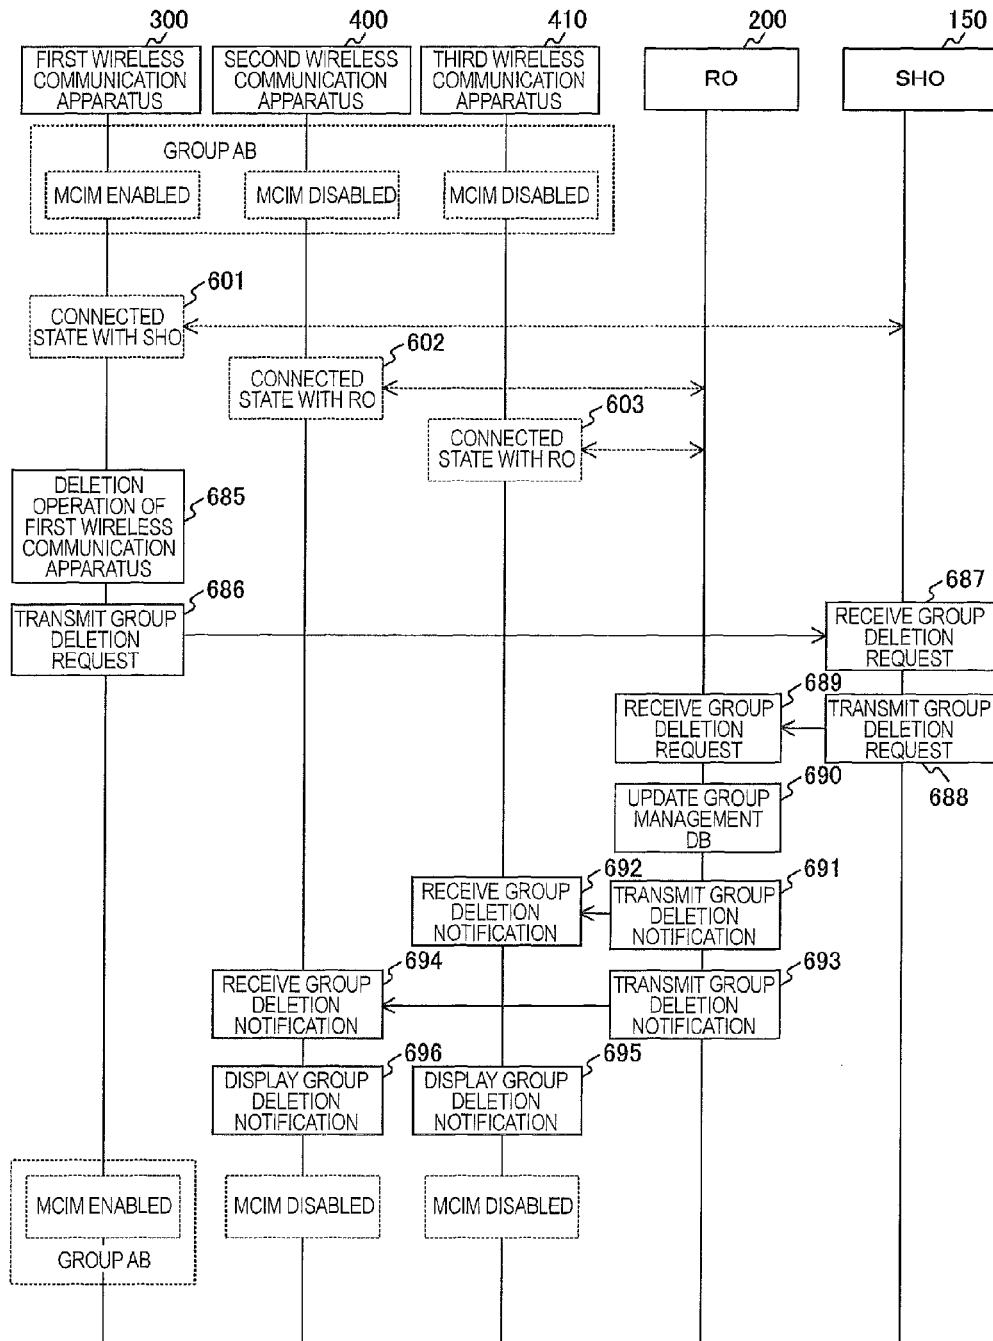 300
400
410
200
150
FIRST WIRELESS
COMMUNICATION
APPARATUS
SECOND WIRELESS
COMMUNICATION
APPARATUS
THIRD WIRELESS
COMMUNICATION
APPARATUS
RO
SHO
GROUP AB
MCIM ENABLED
MCIM DISABLED
MCIM DISABLED
601
CONNECTED
STATE WITH SHO
602
CONNECTED
STATE WITH RO
603
CONNECTED
STATE WITH RO
DELETION
OPERATION OF
FIRST WIRELESS
COMMUNICATION
APPARATUS
685
686
TRANSMIT GROUP
DELETION
REQUEST
687
RECEIVE GROUP
DELETION
REQUEST
689
RECEIVE GROUP
DELETION
REQUEST
TRANSMIT GROUP
DELETION
REQUEST
688
690
UPDATE GROUP
MANAGEMENT
DB
692
RECEIVE GROUP
DELETION
NOTIFICATION
691
TRANSMIT GROUP
DELETION
NOTIFICATION
694
RECEIVE GROUP
DELETION
NOTIFICATION
693
TRANSMIT GROUP
DELETION
NOTIFICATION
696
DISPLAY GROUP
DELETION
NOTIFICATION
695
DISPLAY GROUP
DELETION
NOTIFICATION
MCIM ENABLED
GROUP AB
MCIM DISABLED
MCIM DISABLED